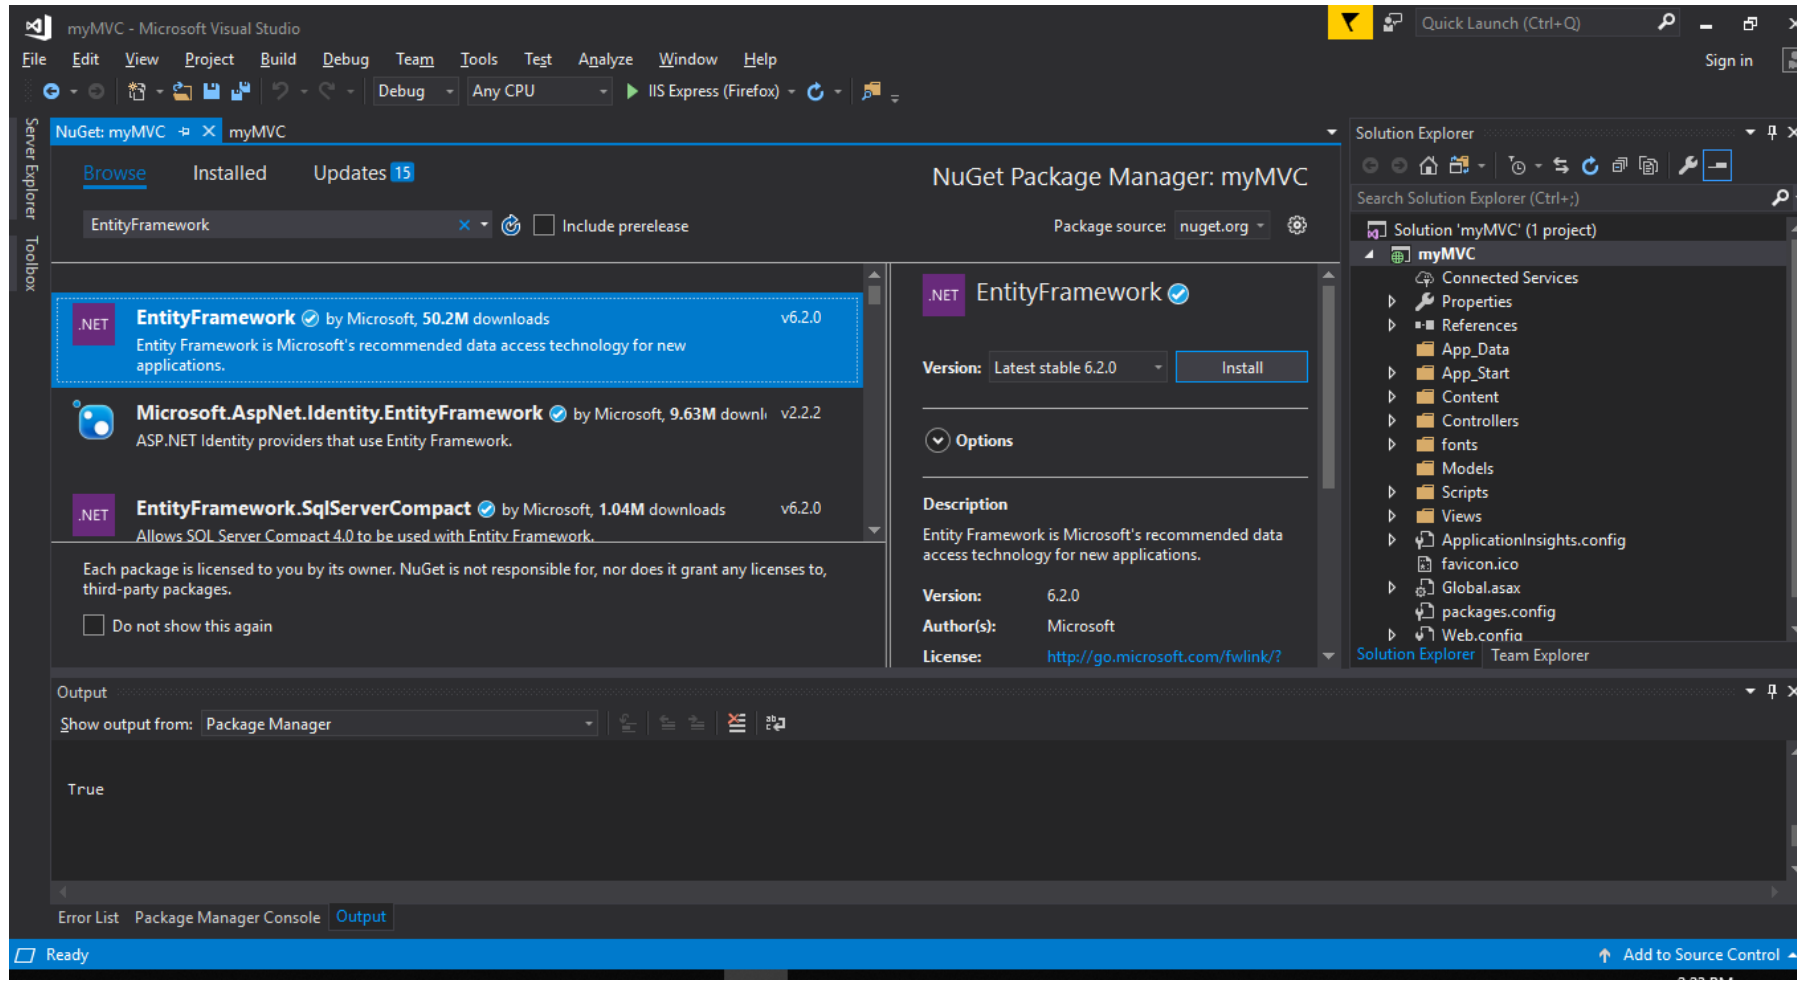 myMVC - Microsoft Visual Studio
Quick Launch (Ctrl+Q)
File Edit View Project Build Debug Team Tools Test Analyze Window Help
Sign in
Debug Any CPU IIS Express (Firefox)
Server Explorer
Toolbox
NuGet: myMVC myMVC
Browse Installed Updates 15
NuGet Package Manager: myMVC
EntityFramework
Include prerelease
Package source: nuget.org
.NET
EntityFramework by Microsoft, 50.2M downloads v6.2.0
Entity Framework is Microsoft's recommended data access technology for new
applications.
Microsoft.AspNet.Identity.EntityFramework by Microsoft, 9.63M downl v2.2.2
ASP.NET Identity providers that use Entity Framework.
.NET
EntityFramework.SqlServerCompact by Microsoft, 1.04M downloads v6.2.0
Allows SQL Server Compact 4.0 to be used with Entity Framework.
Each package is licensed to you by its owner. NuGet is not responsible for, nor does it grant any licenses to,
third-party packages.
Do not show this again
.NET
EntityFramework
Version: Latest stable 6.2.0 Install
Options
Description
Entity Framework is Microsoft's recommended data
access technology for new applications.
Version: 6.2.0
Author(s): Microsoft
License: http://go.microsoft.com/fwlink/?
Solution Explorer
Search Solution Explorer (Ctrl+;)
Solution 'myMVC' (1 project)
myMVC
Connected Services
Properties
References
App_Data
App_Start
Content
Controllers
fonts
Models
Scripts
Views
ApplicationInsights.config
favicon.ico
Global.asax
packages.config
Web.config
Solution Explorer Team Explorer
Output
Show output from: Package Manager
True
Error List Package Manager Console Output
Ready
Add to Source Control